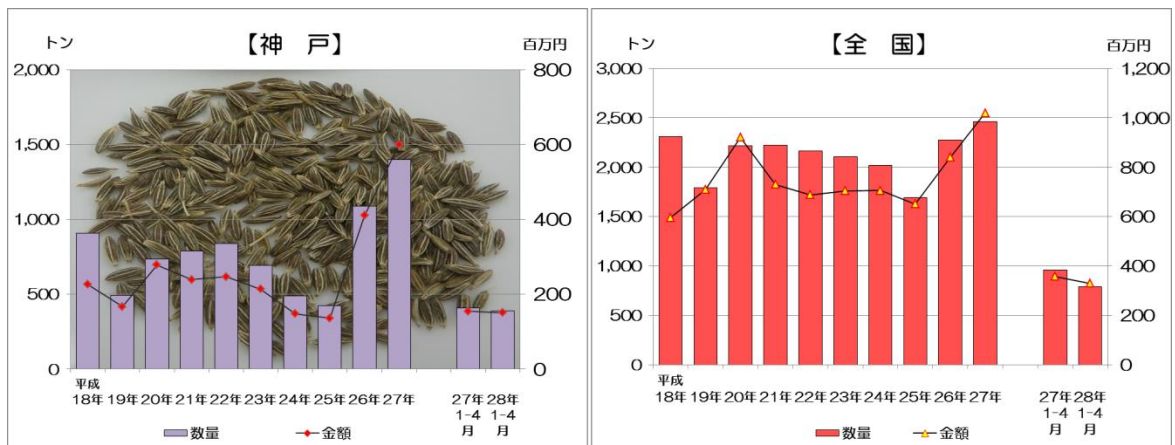 【神 戸】
トン
百万円
2,000
1,500
1,000
500
0
800
600
400
200
0
平成
18年 19年 20年 21年 22年 23年 24年 25年 26年 27年
27年 28年
1-4 1-4
月 月
数量 金額
【全 国】
トン
百万円
3,000
2,500
2,000
1,500
1,000
500
0
1,200
1,000
800
600
400
200
0
平成
18年 19年 20年 21年 22年 23年 24年 25年 26年 27年
27年 28年
1-4 1-4
月 月
数量 金額